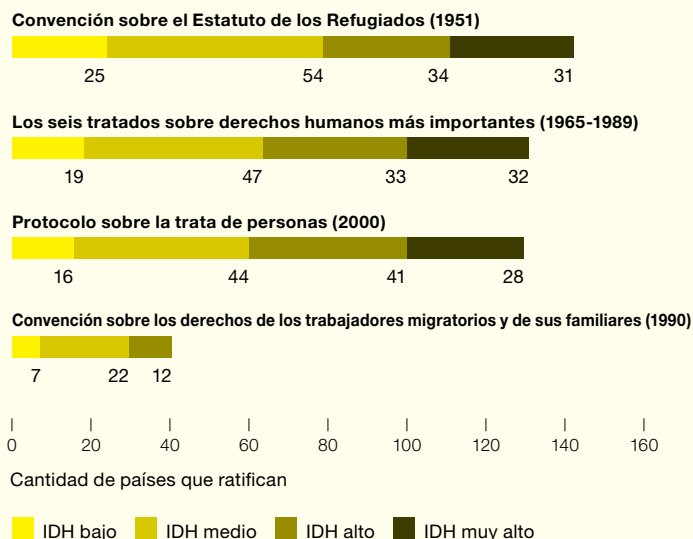 Convención sobre el Estatuto de los Refugiados (1951)
25 54 34 31
Los seis tratados sobre derechos humanos más importantes (1965-1989)
19 47 33 32
Protocolo sobre la trata de personas (2000)
16 44 41 28
Convención sobre los derechos de los trabajadores migratorios y de sus familiares (1990)
7 22 12
0 20 40 60 80 100 120 140 160
Cantidad de países que ratifican
IDH bajo IDH medio IDH alto IDH muy alto